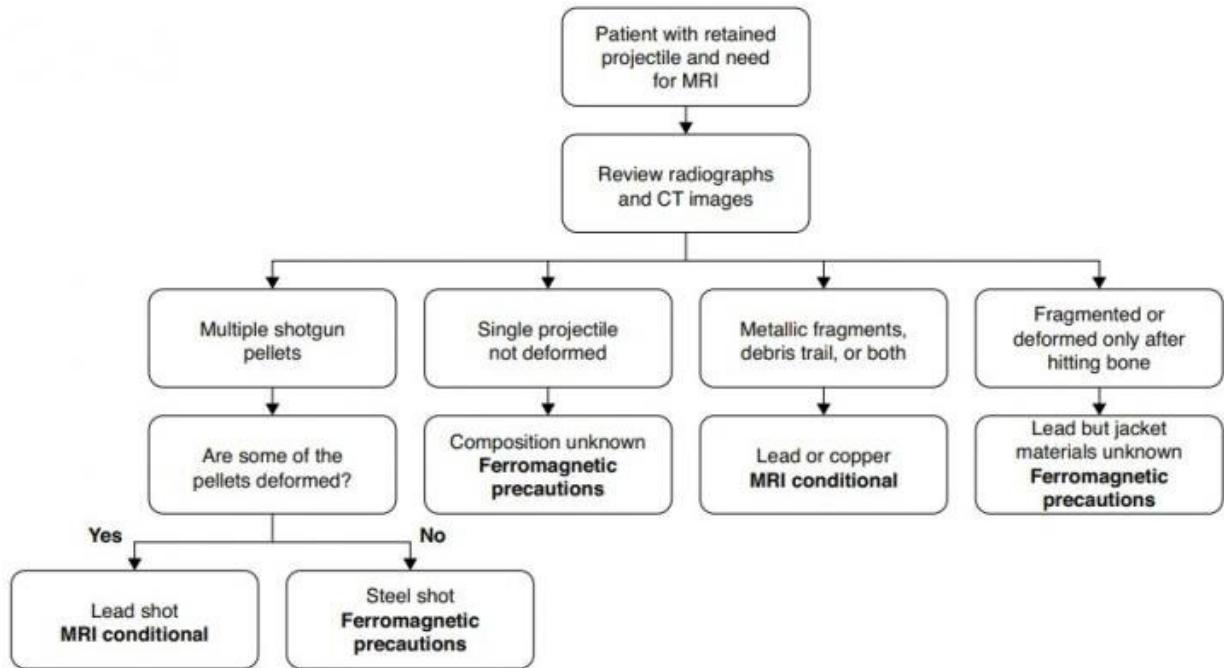 Patient with retained
projectile and need
for MRI
Review radiographs
and CT images
Multiple shotgun
pellets
Single projectile
not deformed
Metallic fragments,
debris trail, or both
Fragmented or
deformed only after
hitting bone
Are some of the
pellets deformed?
Composition unknown
Ferromagnetic
precautions
Lead or copper
MRI conditional
Lead but jacket
materials unknown
Ferromagnetic
precautions
Yes
No
Lead shot
MRI conditional
Steel shot
Ferromagnetic
precautions